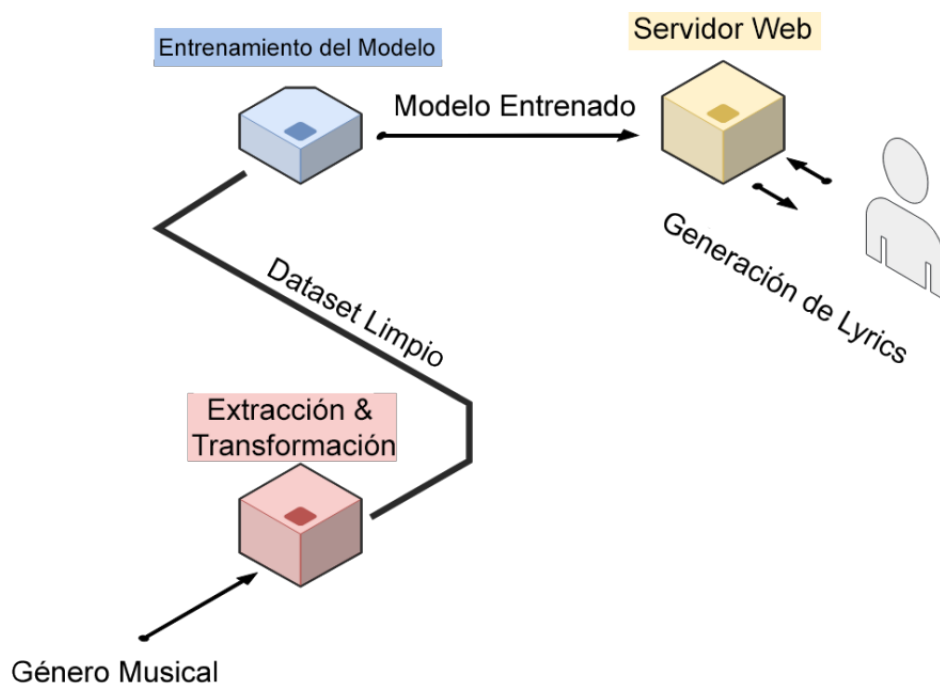 Entrenamiento del Modelo
Servidor Web
Modelo Entrenado
Generación de Lyrics
Dataset Limpio
Extracción &
Transformación
Género Musical